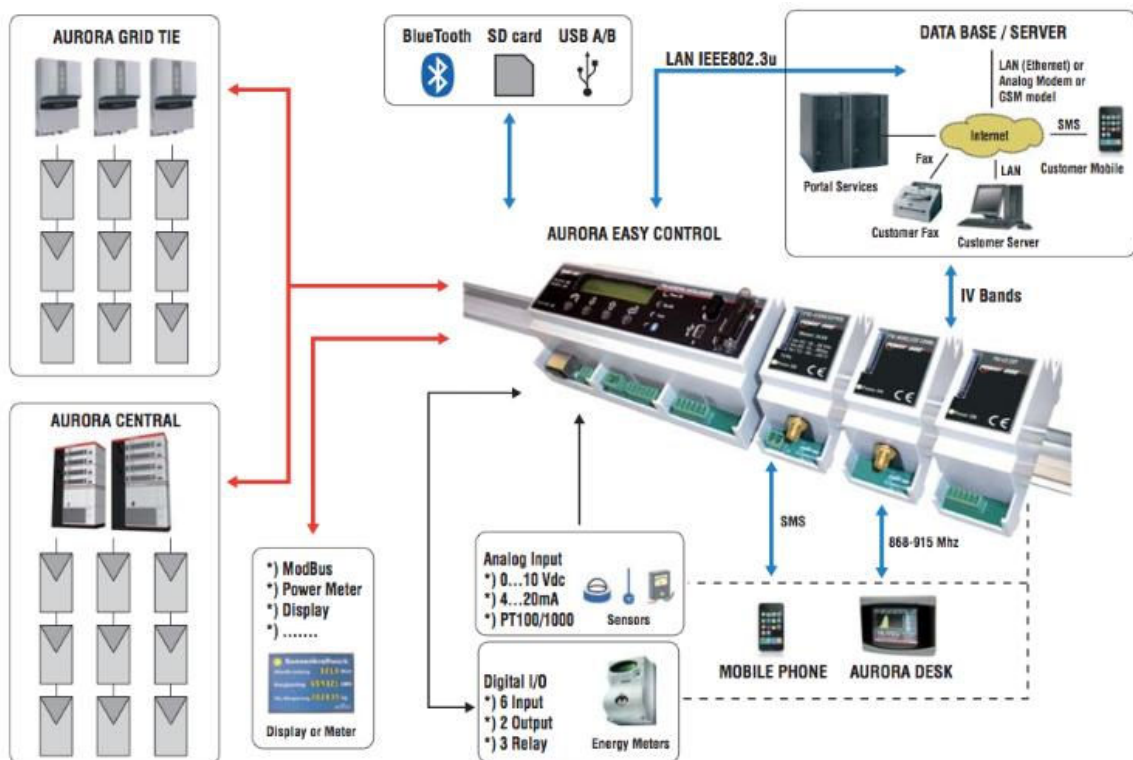 AURORA GRID TIE
BlueTooth
SD card
USB A/B
LAN IEEE802.3u
DATA BASE / SERVER
LAN (Ethernet) or
Analog Modem or
GSM model
Internet
SMS
Customer Mobile
Portal Services
Fax
Customer Fax
LAN
Customer Server
AURORA EASY CONTROL
IV Bands
AURORA CENTRAL
*) ModBus
*) Power Meter
*) Display
*) .......
Display or Meter
Analog Input
*) 0...10 Vdc
*) 4...20mA
*) PT100/1000
Sensors
Digital I/O
*) 6 Input
*) 2 Output
*) 3 Relay
Energy Meters
SMS
868-915 Mhz
MOBILE PHONE
AURORA DESK